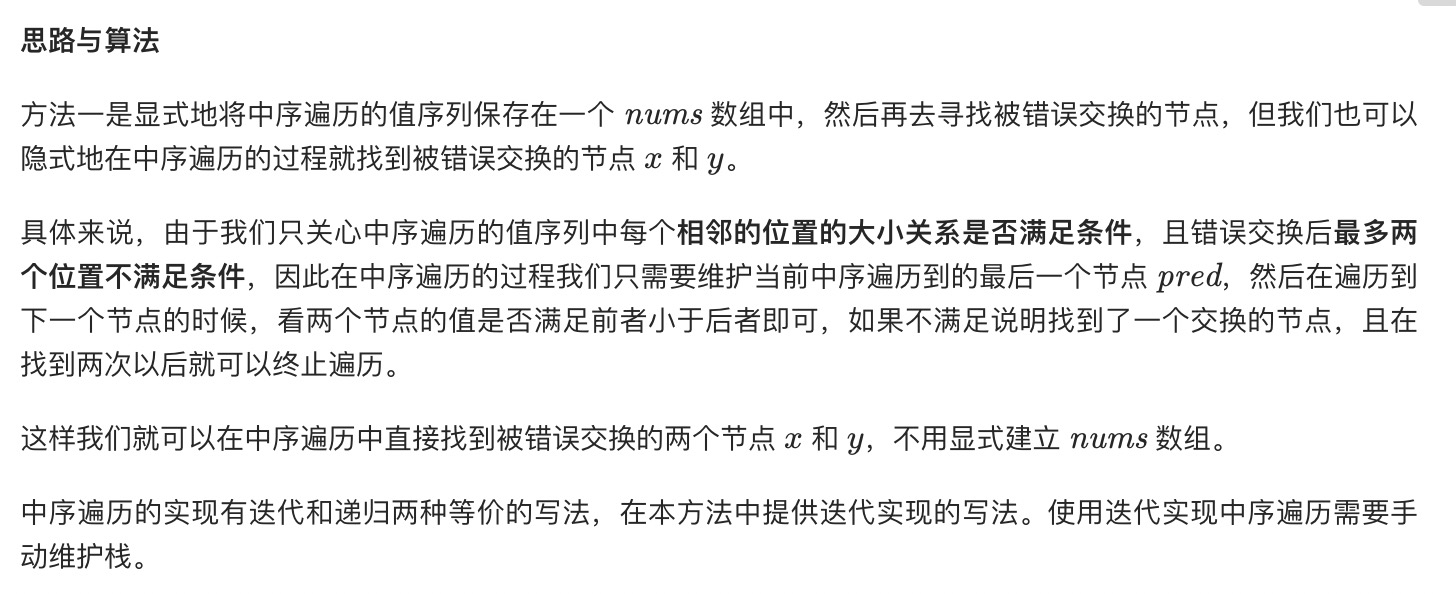 思路与算法
方法一是显式地将中序遍历的值序列保存在一个 nums 数组中，然后再去寻找被错误交换的节点，但我们也可以
隐式地在中序遍历的过程就找到被错误交换的节点 x 和 y。
具体来说，由于我们只关心中序遍历的值序列中每个相邻的位置的大小关系是否满足条件，且错误交换后最多两
个位置不满足条件，因此在中序遍历的过程我们只需要维护当前中序遍历到的最后一个节点 pred，然后在遍历到
下一个节点的时候，看两个节点的值是否满足前者小于后者即可，如果不满足说明找到了一个交换的节点，且在
找到两次以后就可以终止遍历。
这样我们就可以在中序遍历中直接找到被错误交换的两个节点 x 和 y，不用显式建立 nums 数组。
中序遍历的实现有迭代和递归两种等价的写法，在本方法中提供迭代实现的写法。使用迭代实现中序遍历需要手
动维护栈。